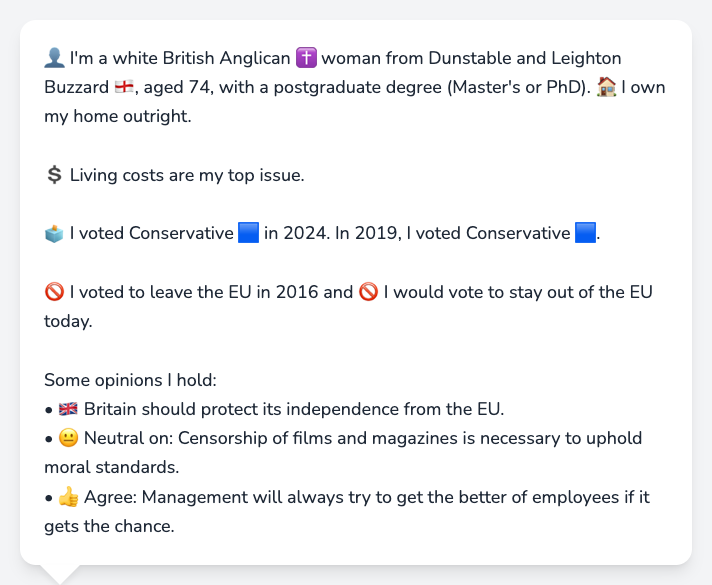 👤 I'm a white British Anglican ✝️ woman from Dunstable and Leighton
Buzzard 🏴󠁧󠁢󠁥󠁮󠁧󠁿, aged 74, with a postgraduate degree (Master's or PhD). 🏠 I own
my home outright.
💲 Living costs are my top issue.
🗳️ I voted Conservative 🟦 in 2024. In 2019, I voted Conservative 🟦.
🚫 I voted to leave the EU in 2016 and 🚫 I would vote to stay out of the EU
today.
Some opinions I hold:
• 🇬🇧 Britain should protect its independence from the EU.
• 😐 Neutral on: Censorship of films and magazines is necessary to uphold
moral standards.
• 👍 Agree: Management will always try to get the better of employees if it
gets the chance.